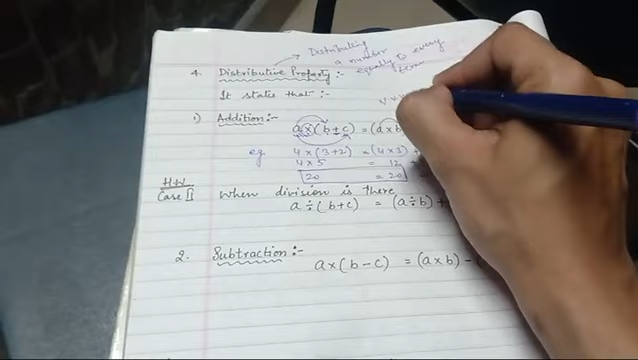 Distributing
a number
equally to every
term
4. Distributive Property :-
It states that :-
1) Addition :-
a × (b + c) = (a × b
eg. 4 × (3+2) = (4 × 3) +
4 × 5 = 12
20 = 20
H.W
Case II When division is there
a ÷ (b + c) = (a ÷ b) +
2. Subtraction :-
a × (b - c) = (a × b) - (